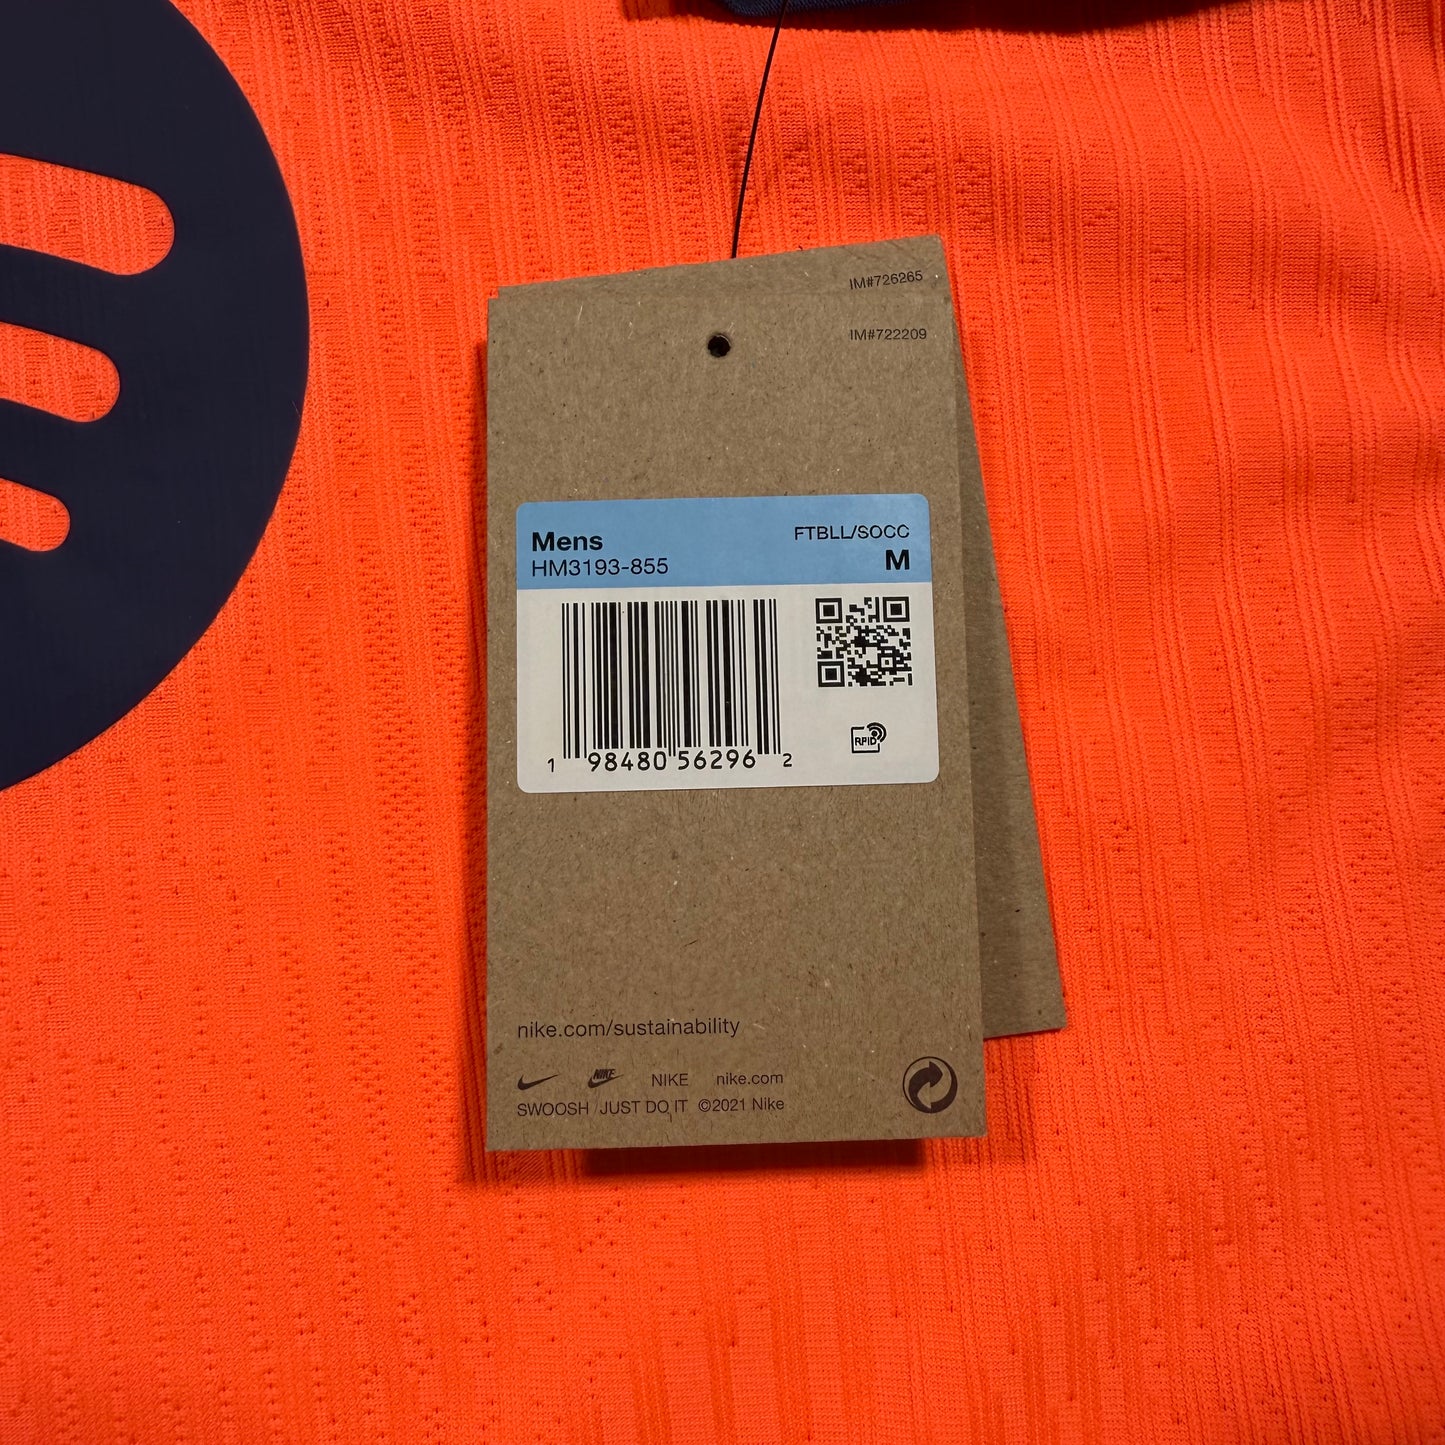 IM#726265
IM#722209
Mens FTBLL/SOCC
HM3193-855 M
1 98480 56296 2
RFID
nike.com/sustainability
NIKE NIKE nike.com
SWOOSH JUST DO IT ©2021 Nike